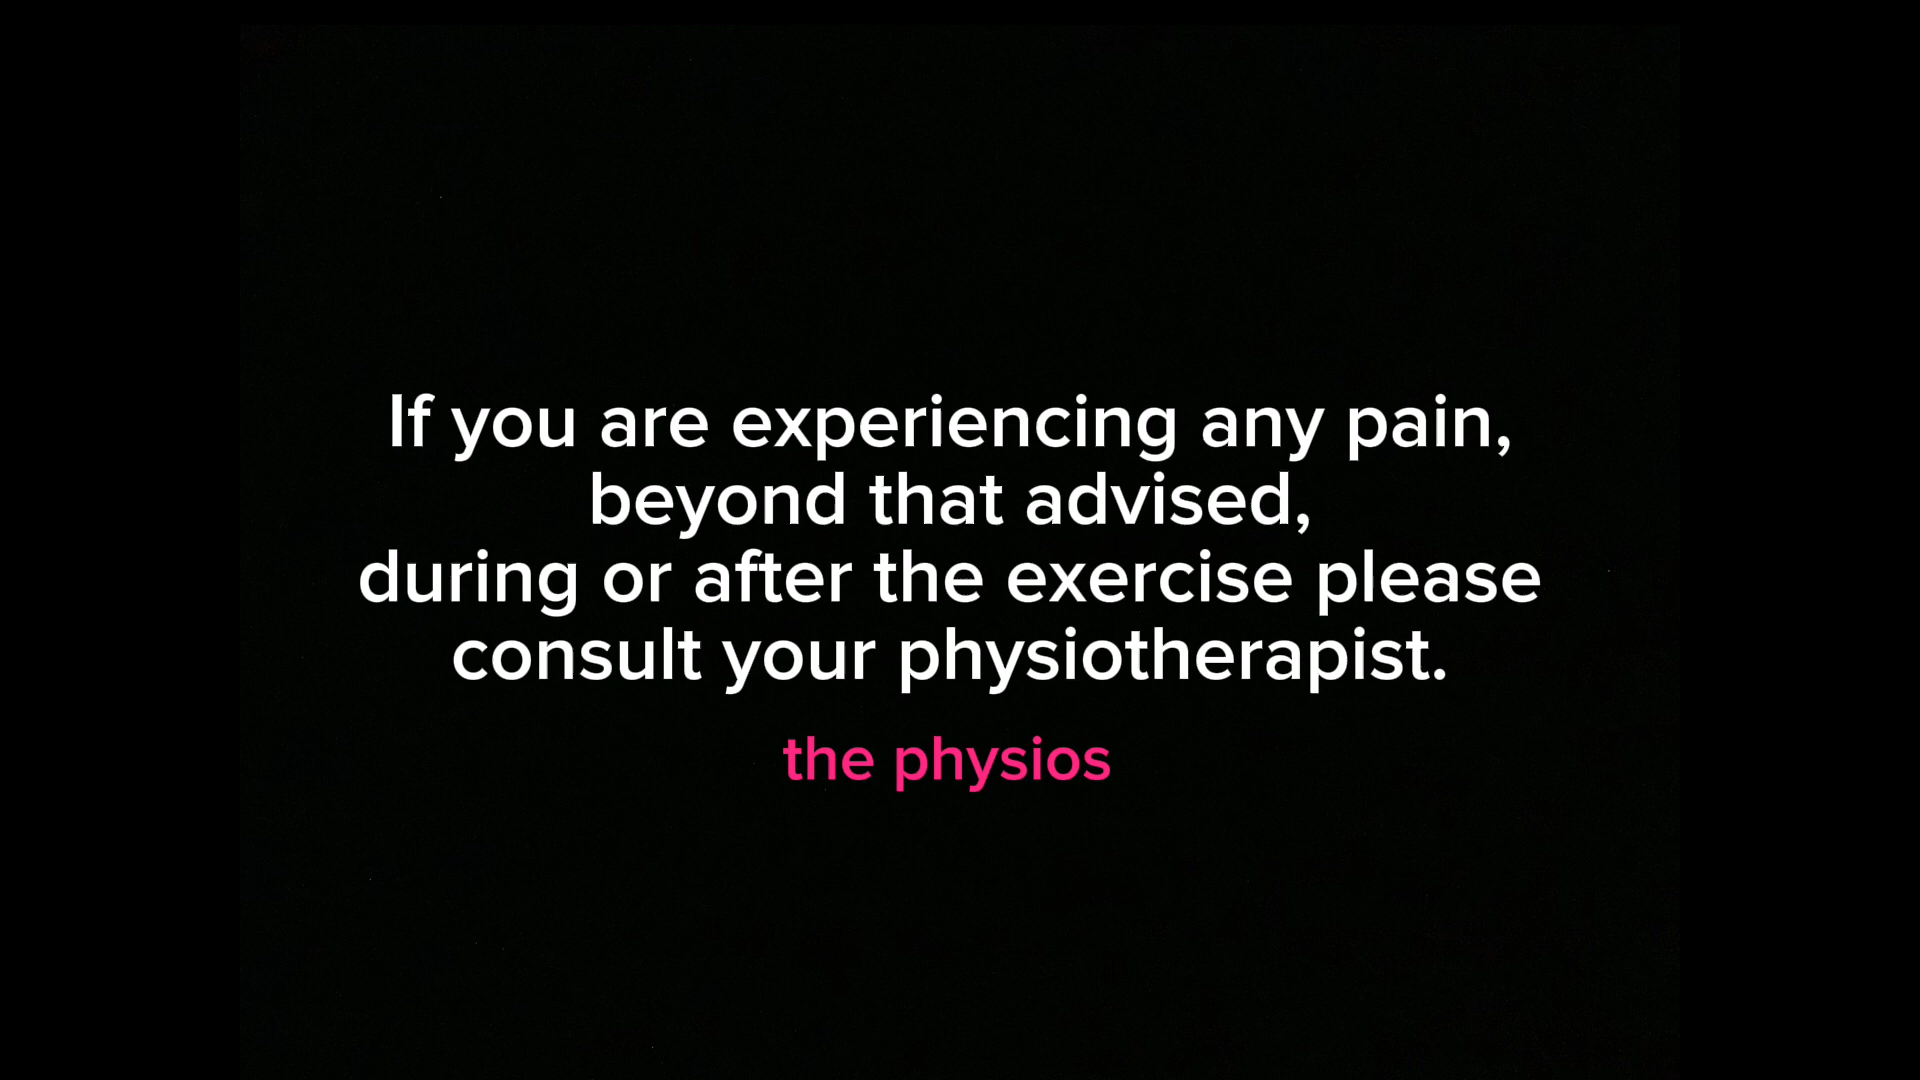 If you are experiencing any pain,
beyond that advised,
during or after the exercise please
consult your physiotherapist.
the physios